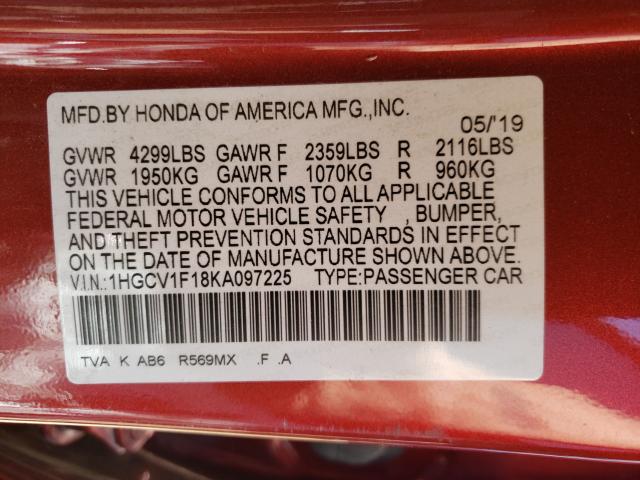 MFD.BY HONDA OF AMERICA MFG.,INC.
05/'19
GVWR 4299LBS GAWR F 2359LBS R 2116LBS
GVWR 1950KG GAWR F 1070KG R 960KG
THIS VEHICLE CONFORMS TO ALL APPLICABLE
FEDERAL MOTOR VEHICLE SAFETY , BUMPER,
AND THEFT PREVENTION STANDARDS IN EFFECT
ON THE DATE OF MANUFACTURE SHOWN ABOVE.
V.I.N.:1HGCV1F18KA097225 TYPE:PASSENGER CAR
TVA K AB6 R569MX .F .A